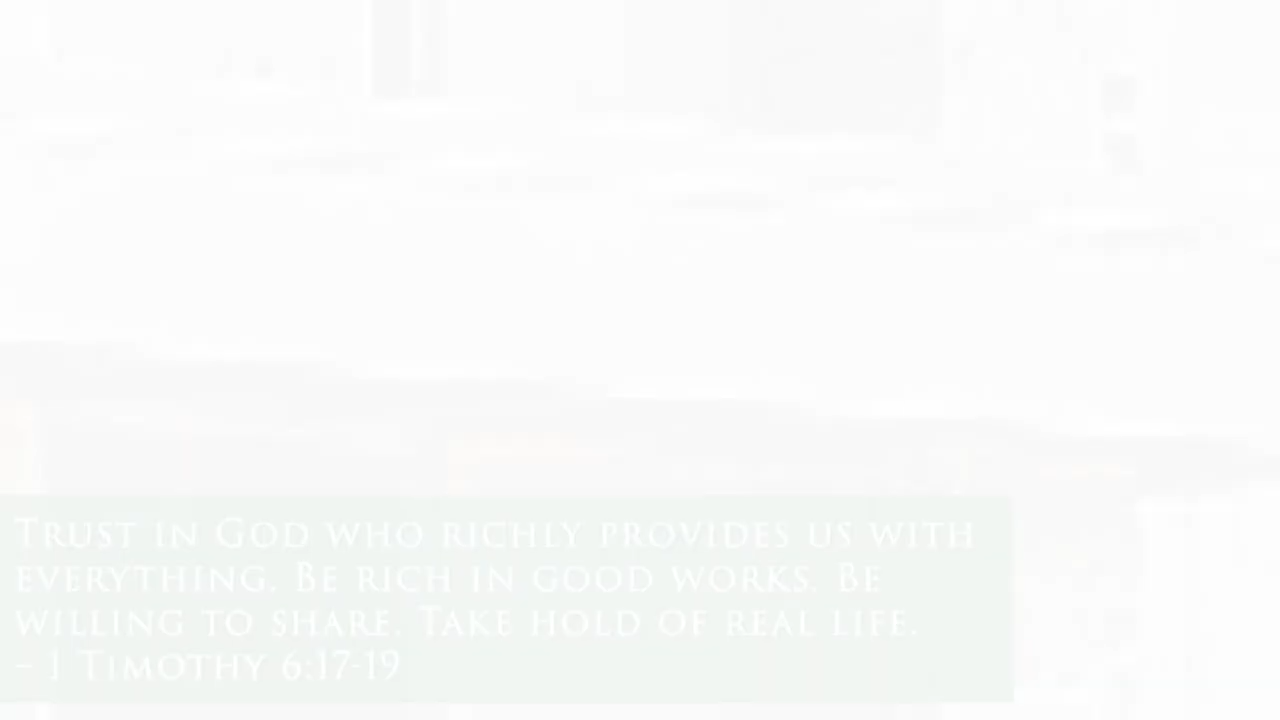 Trust in God who richly provides us with
everything. Be rich in good works. Be
willing to share. Take hold of real life.
– 1 Timothy 6:17-19